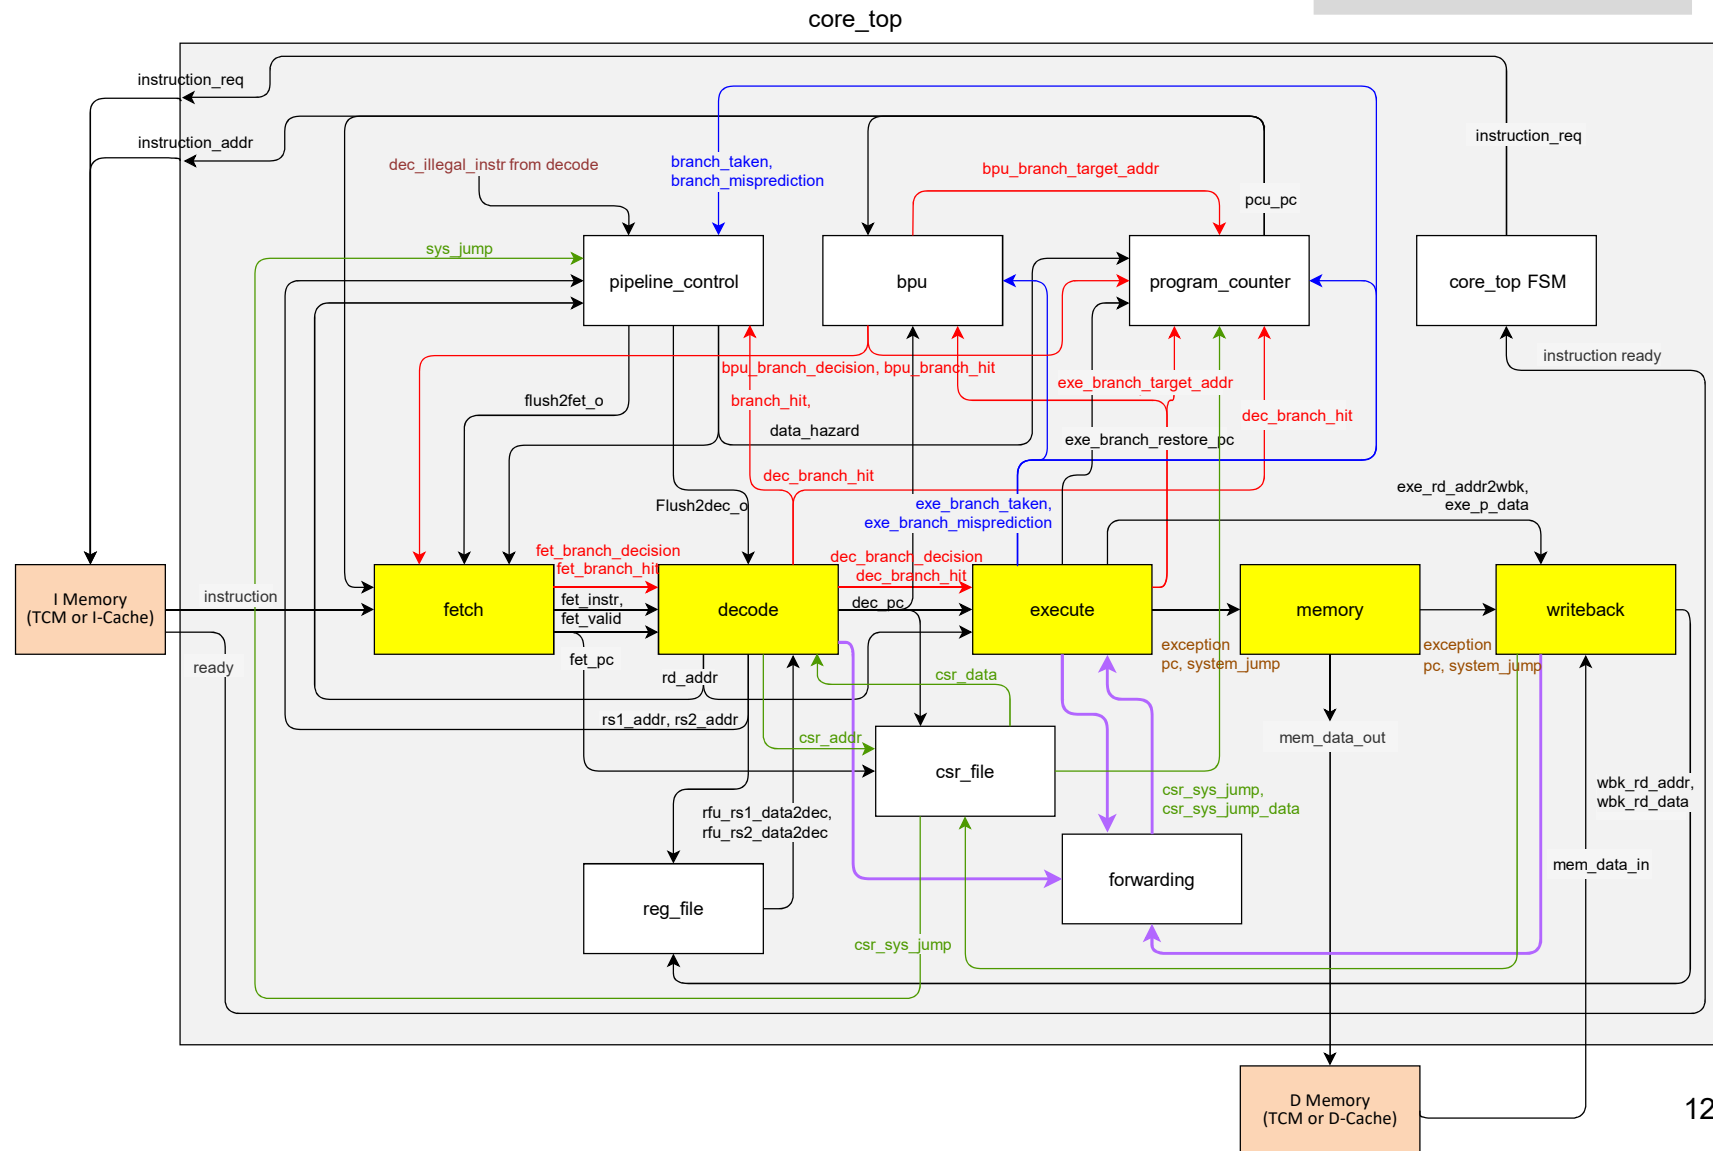 core_top
instruction_req
instruction_addr
instruction_req
dec_illegal_instr from decode
branch_taken,
branch_misprediction
bpu_branch_target_addr
pcu_pc
sys_jump
pipeline_control
bpu
program_counter
core_top FSM
instruction ready
bpu_branch_decision, bpu_branch_hit
exe_branch_target_addr
flush2fet_o
branch_hit,
dec_branch_hit
data_hazard
exe_branch_restore_pc
dec_branch_hit
Flush2dec_o
exe_branch_taken,
exe_branch_misprediction
exe_rd_addr2wbk,
exe_p_data
fet_branch_decision
fet_branch_hit
dec_branch_decision
dec_branch_hit
I Memory
(TCM or I-Cache)
instruction
fetch
fet_instr,
fet_valid
decode
dec_pc
execute
memory
writeback
ready
fet_pc
rd_addr
csr_data
exception
pc, system_jump
exception
pc, system_jump
rs1_addr, rs2_addr
csr_addr
mem_data_out
csr_file
csr_sys_jump,
csr_sys_jump_data
wbk_rd_addr,
wbk_rd_data
rfu_rs1_data2dec,
rfu_rs2_data2dec
mem_data_in
forwarding
reg_file
csr_sys_jump
D Memory
(TCM or D-Cache)
12